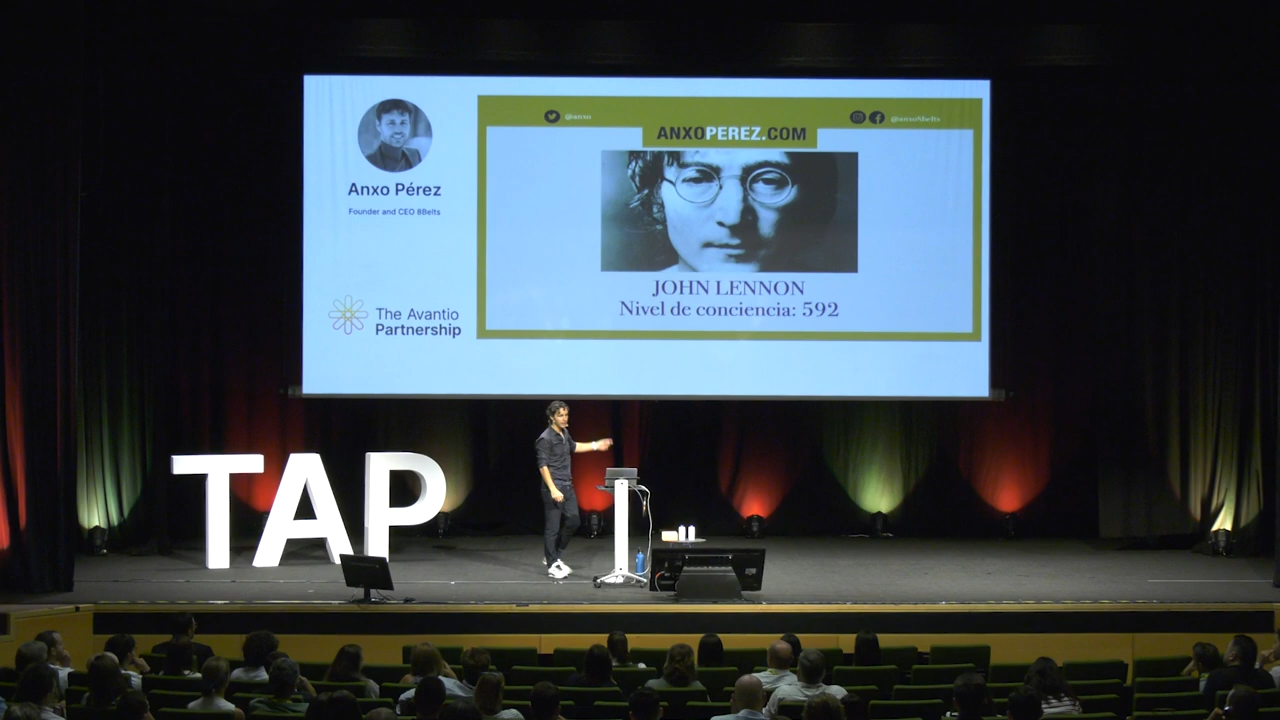 Anxo Pérez
Founder and CEO 8Belts
The Avantio
Partnership
@anxo
@anxo8belts
ANXOPEREZ.COM
JOHN LENNON
Nivel de conciencia: 592
TAP